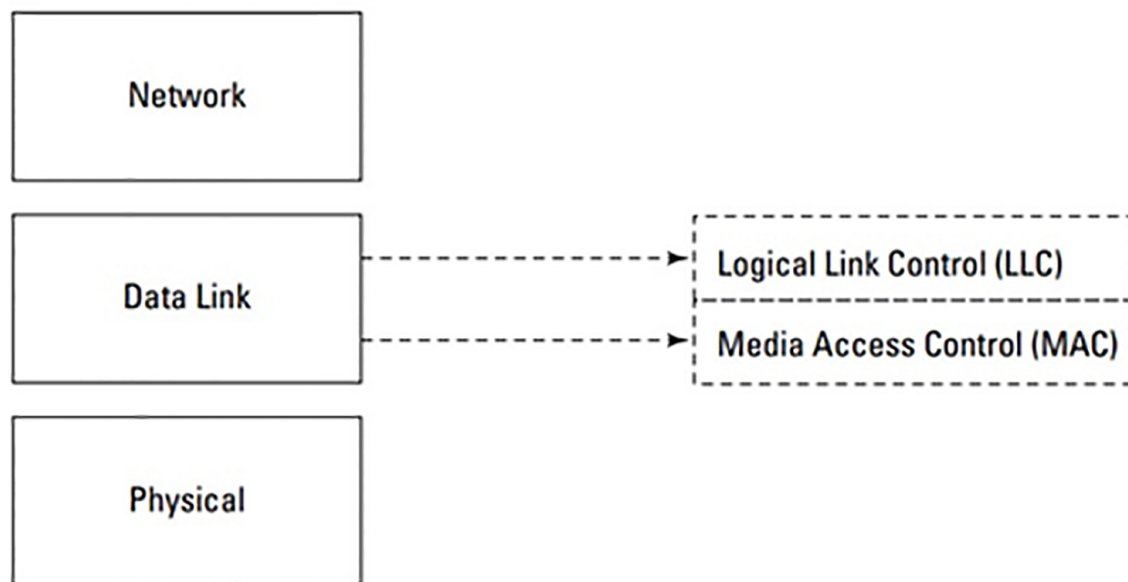 Network
Data Link
Logical Link Control (LLC)
Media Access Control (MAC)
Physical